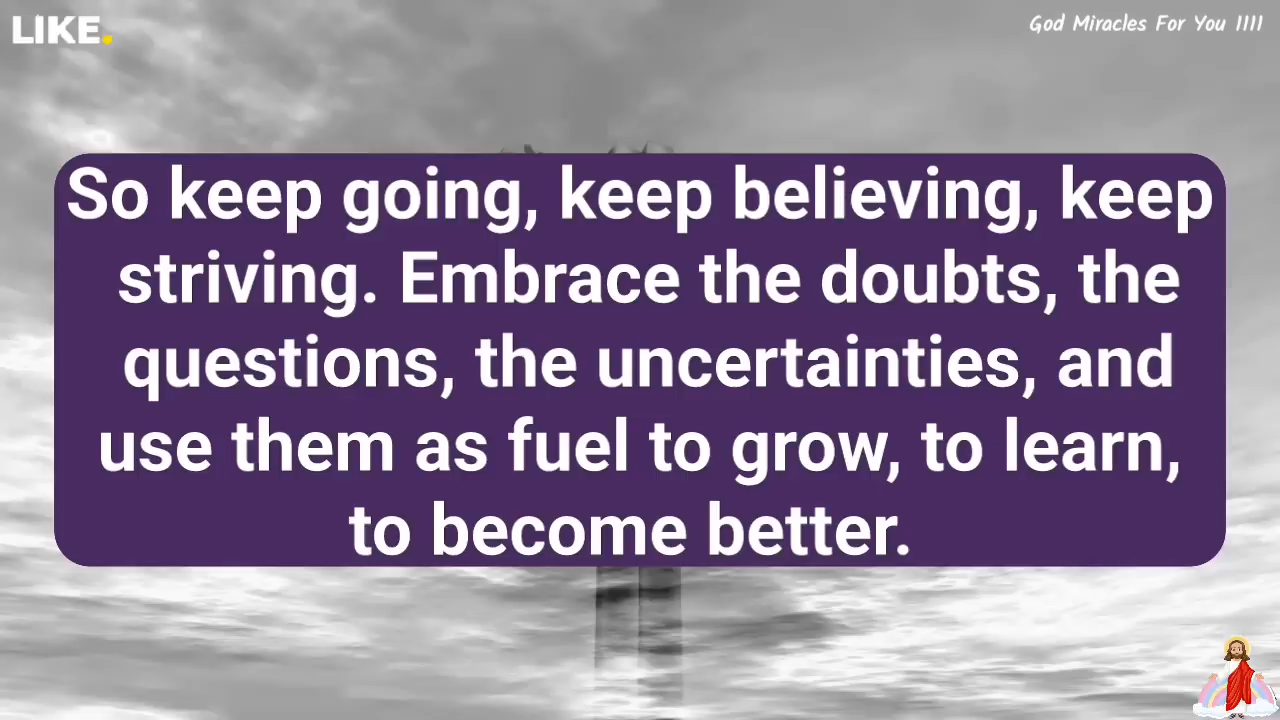 LIKE.
God Miracles For You 1111
So keep going, keep believing, keep
striving. Embrace the doubts, the
questions, the uncertainties, and
use them as fuel to grow, to learn,
to become better.